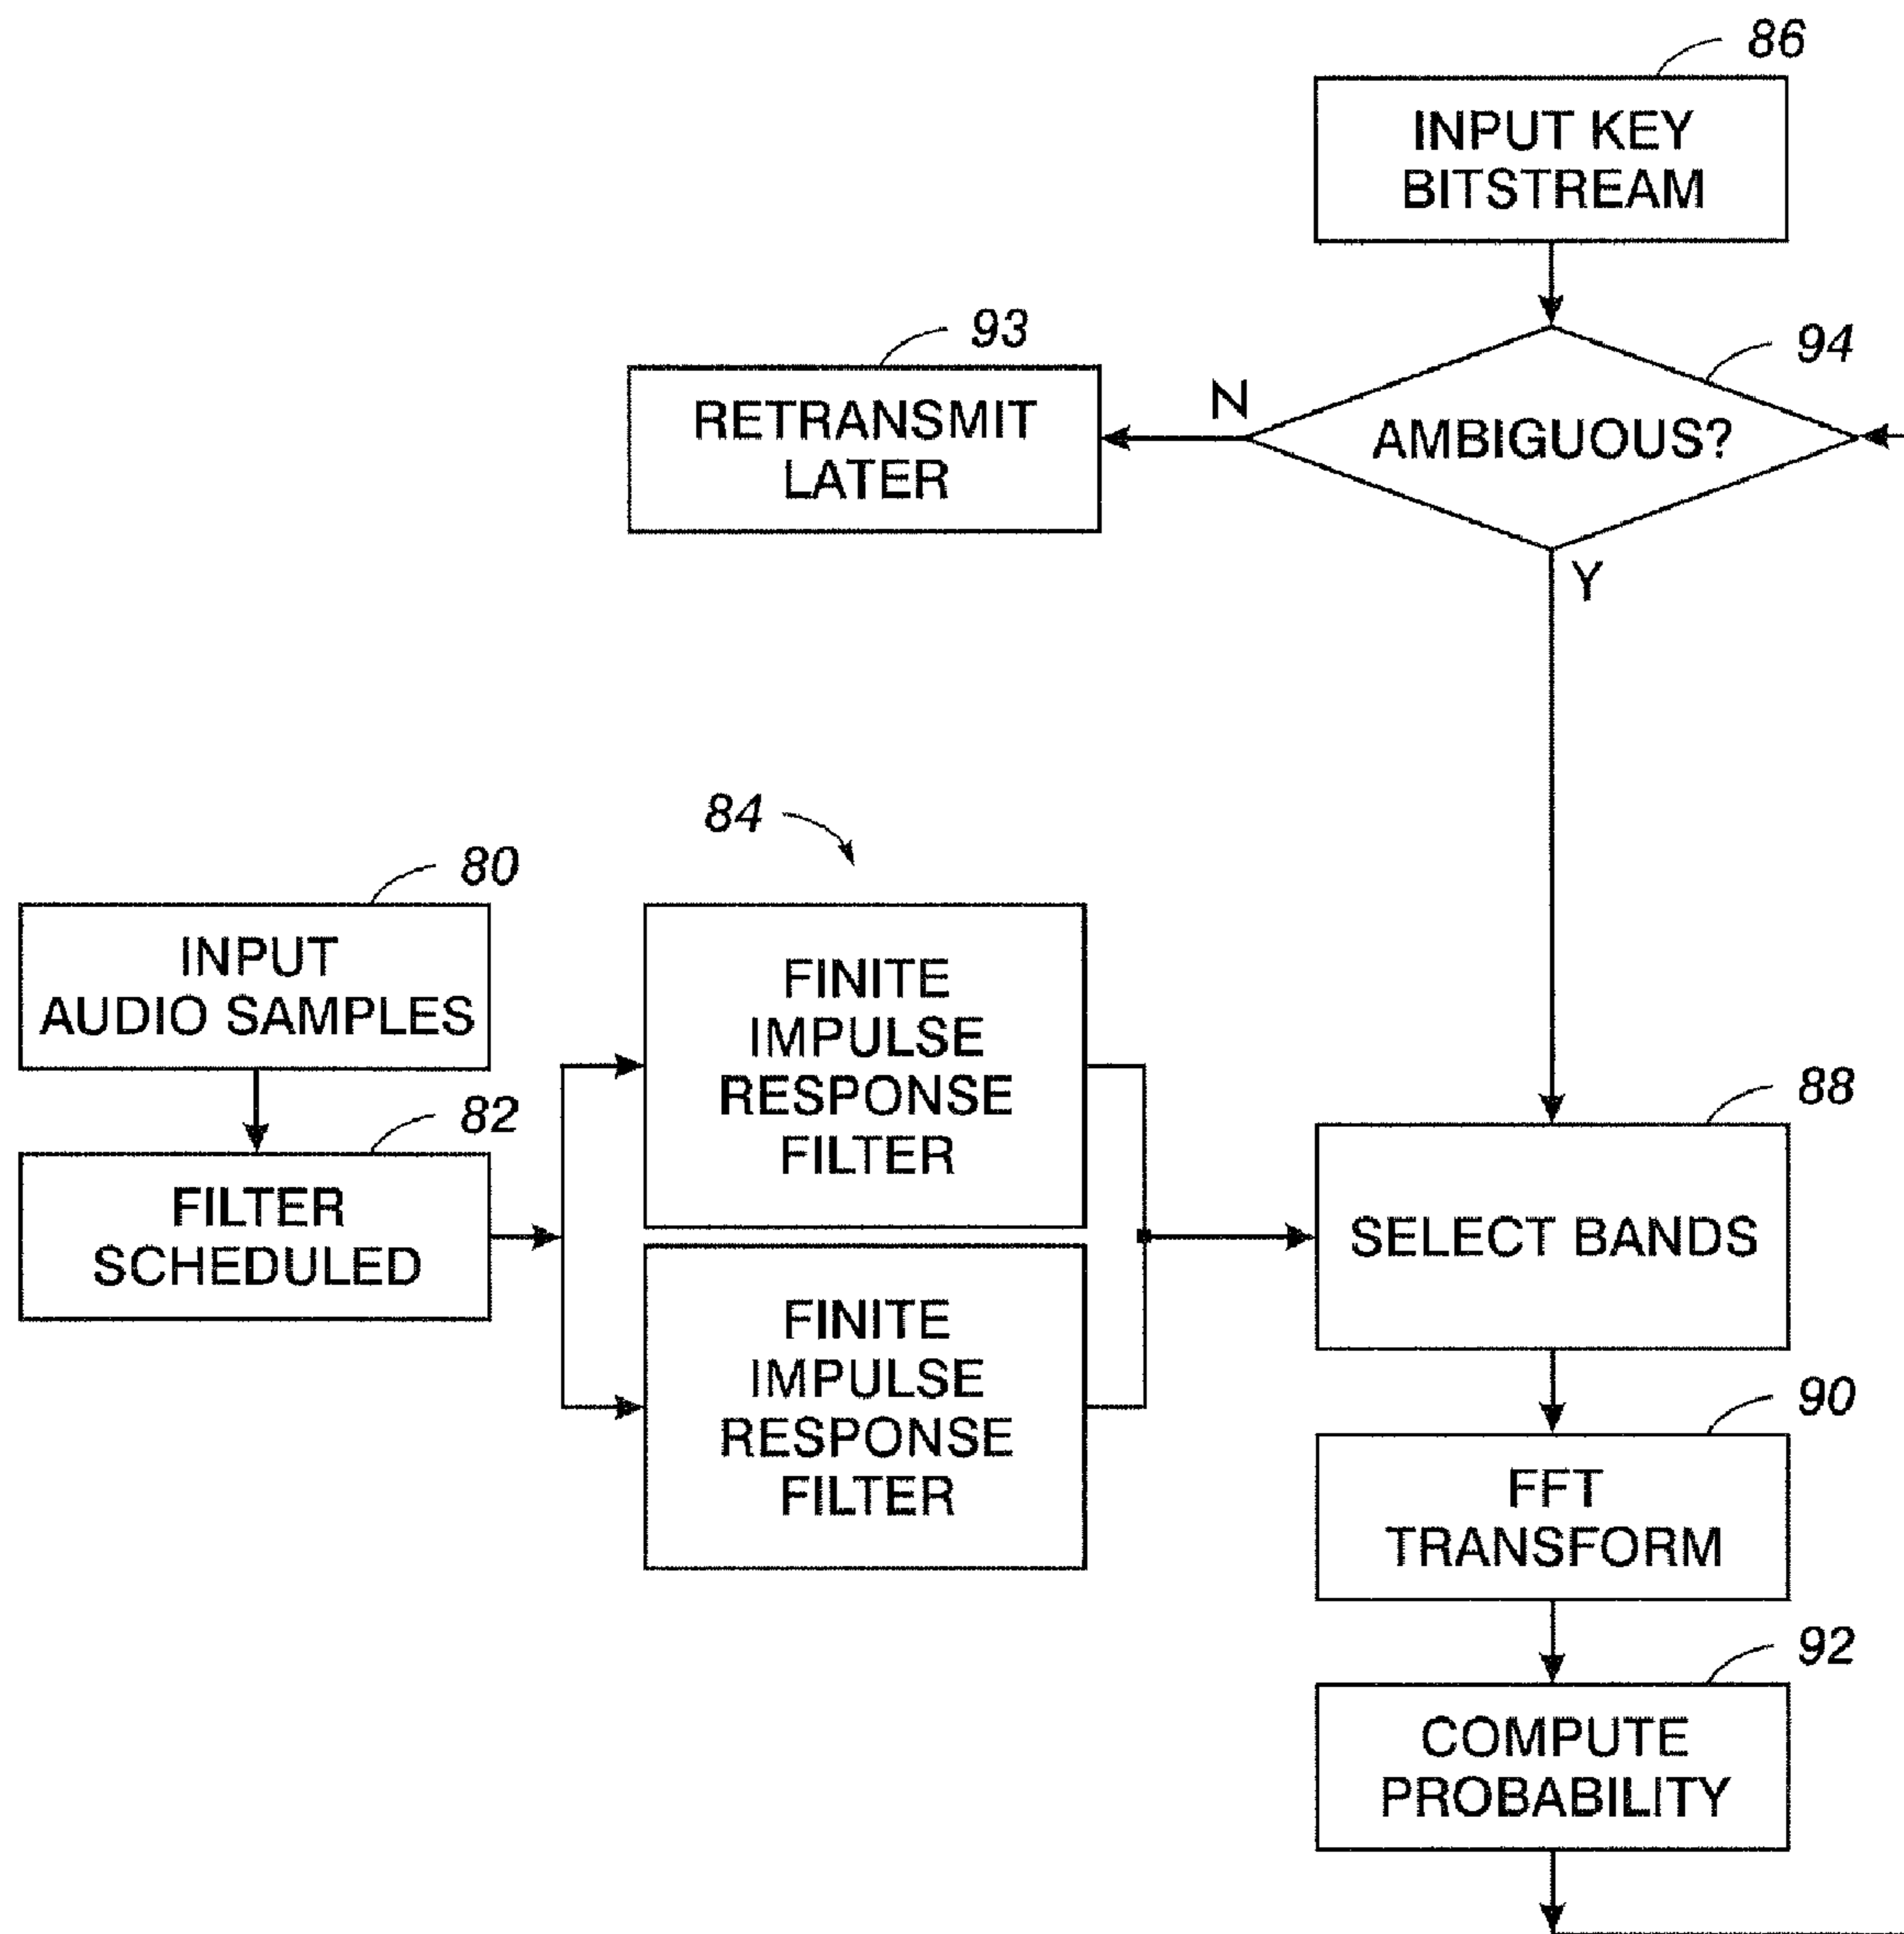 86
INPUT KEY
BITSTREAM
93
94
RETRANSMIT
LATER
N
AMBIGUOUS?
Y
84
80
INPUT
AUDIO SAMPLES
82
FILTER
SCHEDULED
FINITE
IMPULSE
RESPONSE
FILTER
FINITE
IMPULSE
RESPONSE
FILTER
88
SELECT BANDS
90
FFT
TRANSFORM
92
COMPUTE
PROBABILITY